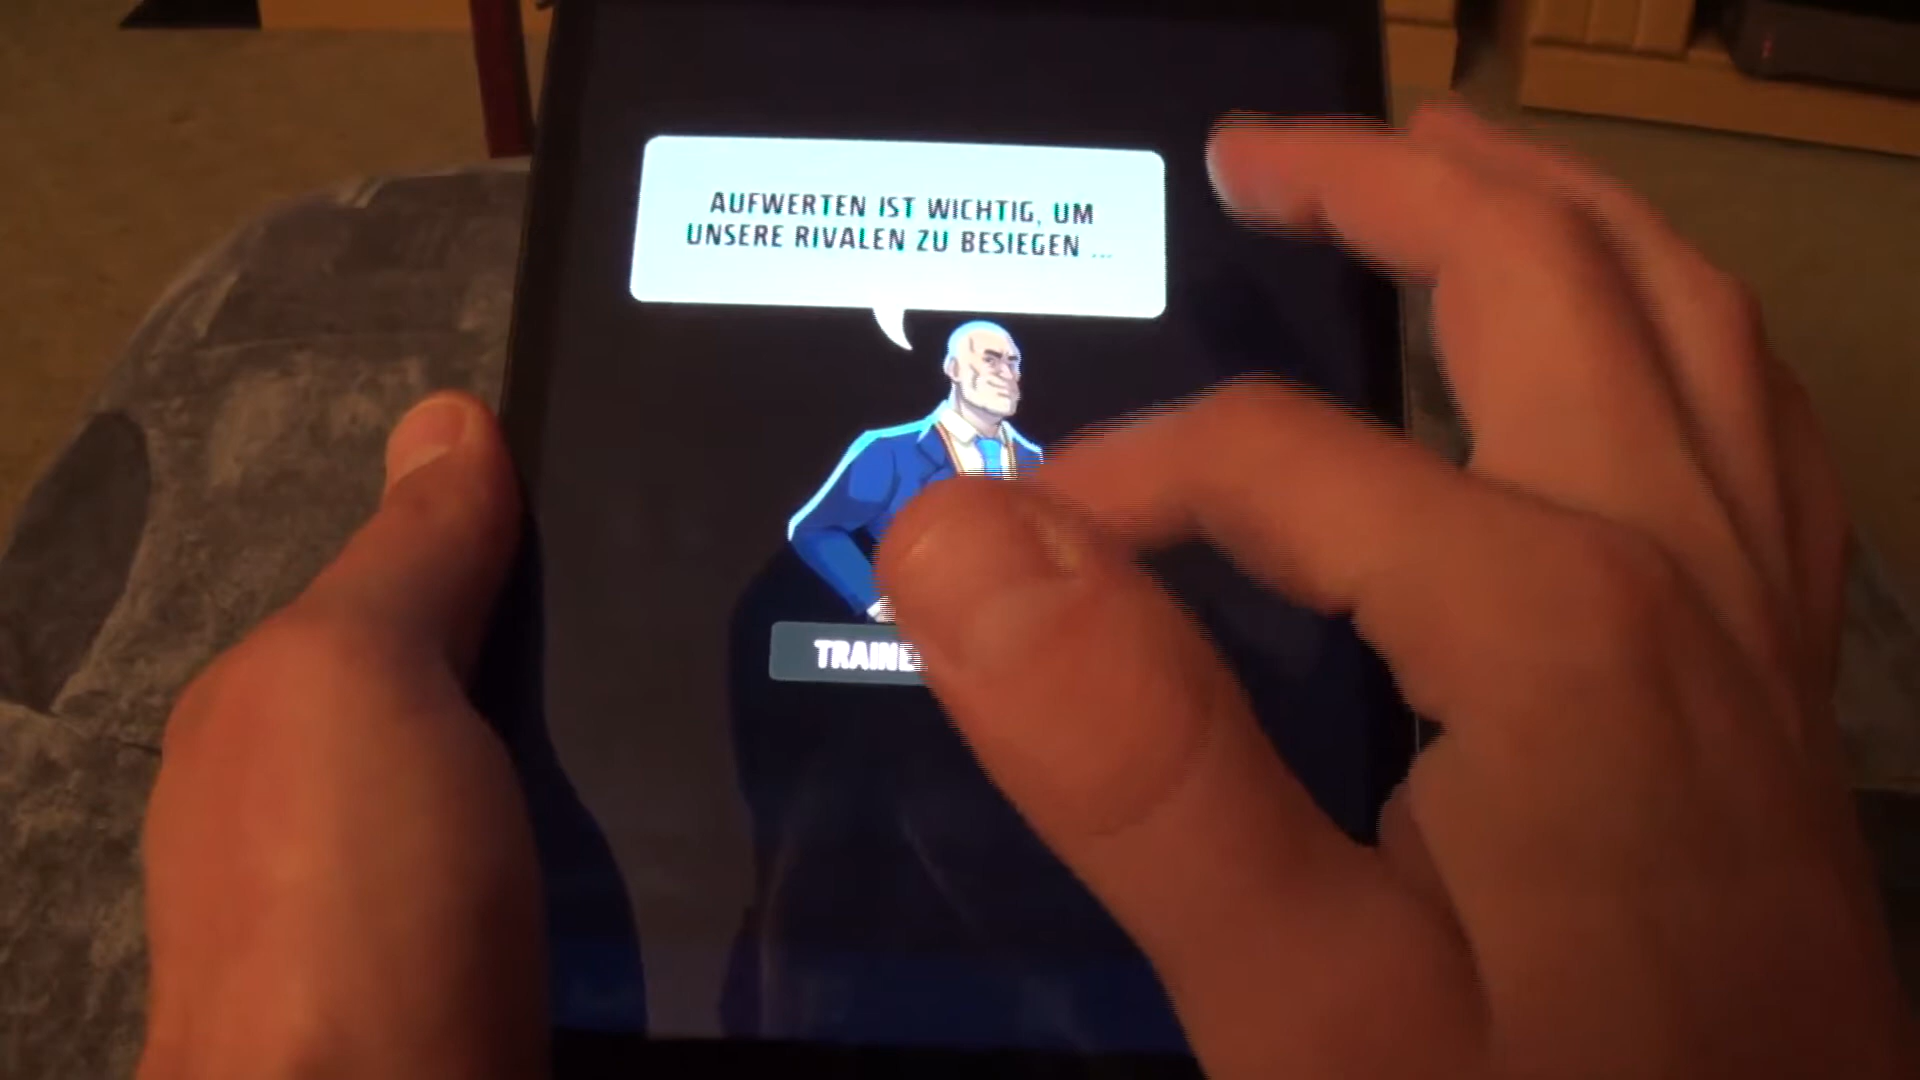 AUFWERTEN IST WICHTIG, UM
UNSERE RIVALEN ZU BESIEGEN ...